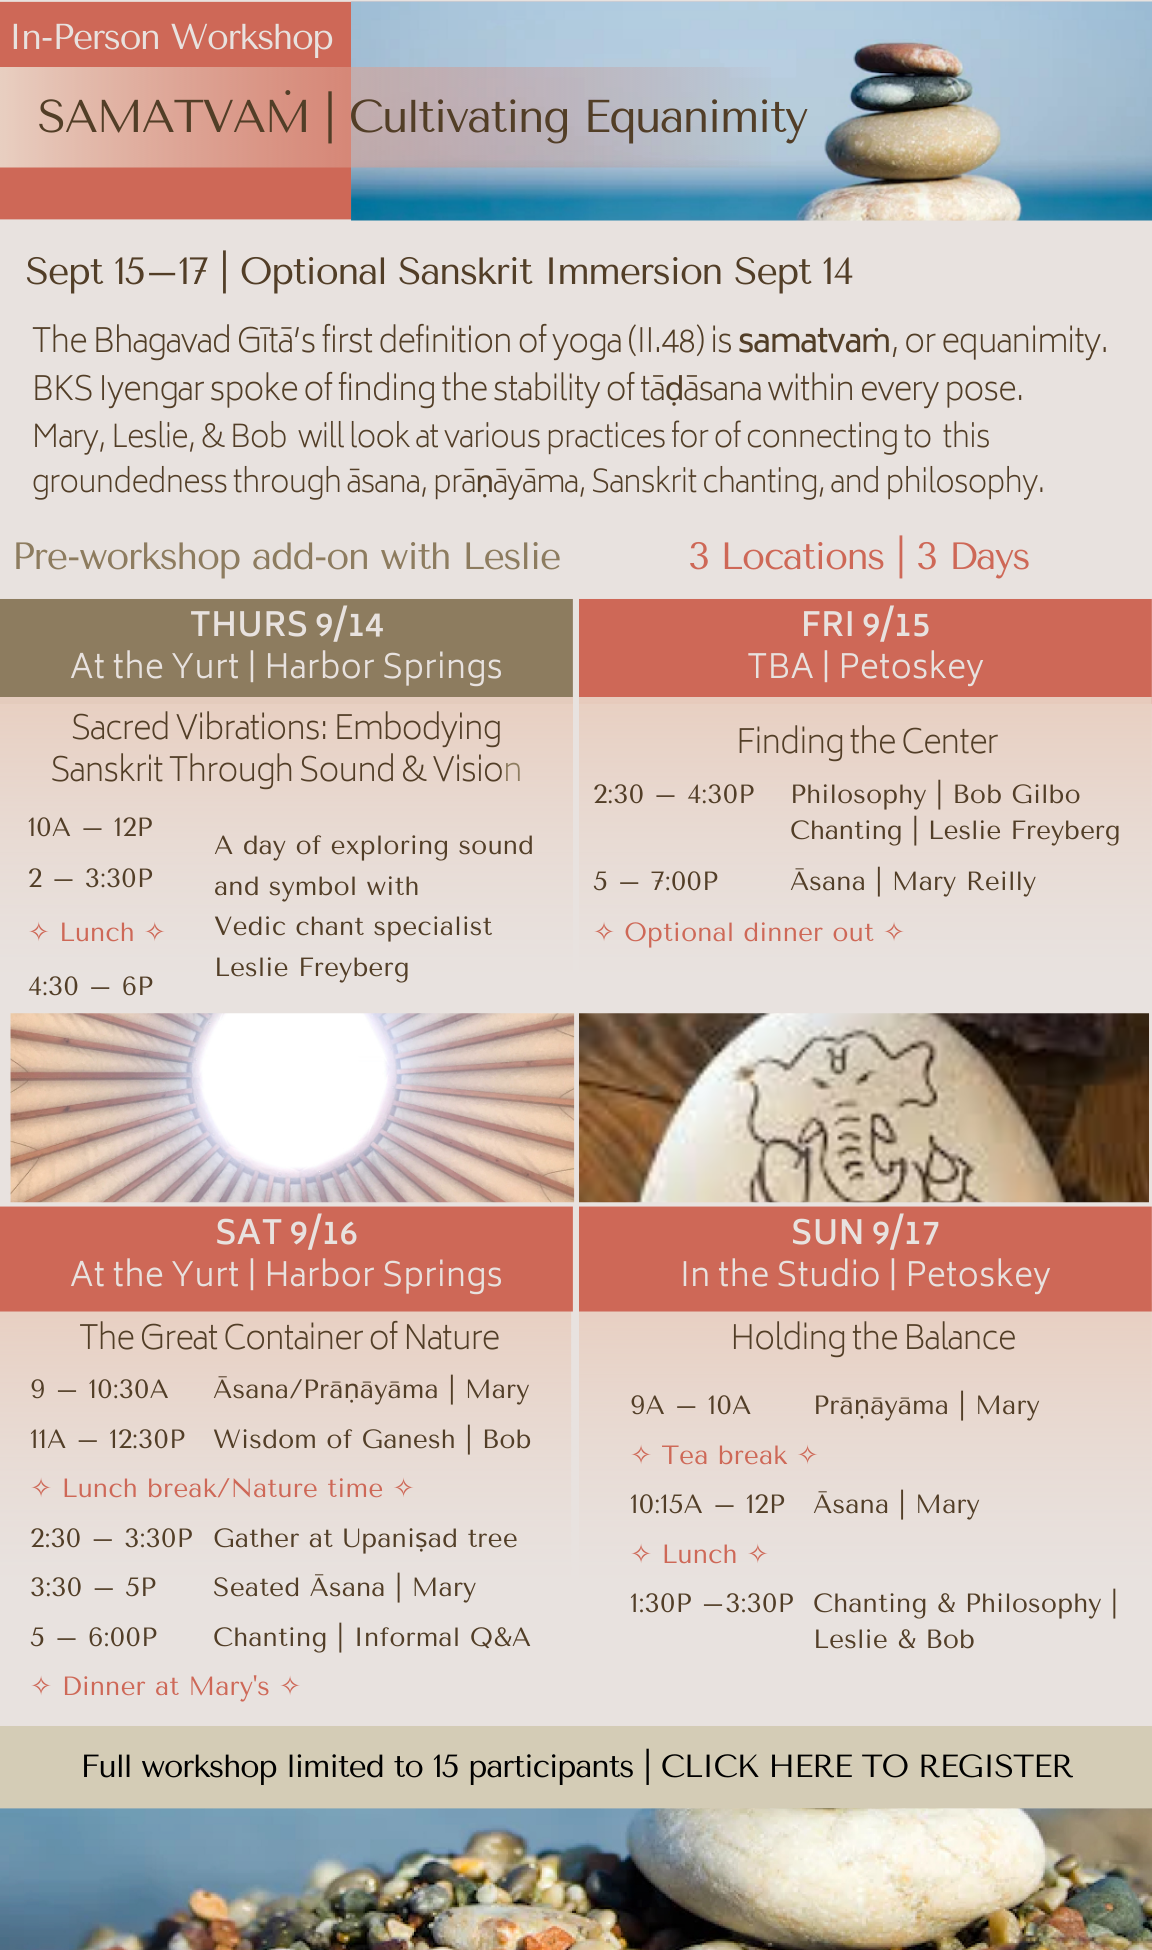 In-Person Workshop
SAMATVAṀ | Cultivating Equanimity
Sept 15—17 | Optional Sanskrit Immersion Sept 14
The Bhagavad Gītā's first definition of yoga (II.48) is samatvaṁ, or equanimity.
BKS Iyengar spoke of finding the stability of tāḍāsana within every pose.
Mary, Leslie, & Bob will look at various practices for of connecting to this
groundedness through āsana, prāṇāyāma, Sanskrit chanting, and philosophy.
Pre-workshop add-on with Leslie
THURS 9/14
At the Yurt | Harbor Springs
Sacred Vibrations: Embodying
Sanskrit Through Sound & Vision
10A — 12P
2 — 3:30P
✧ Lunch ✧
4:30 — 6P
A day of exploring sound
and symbol with
Vedic chant specialist
Leslie Freyberg
3 Locations | 3 Days
FRI 9/15
TBA | Petoskey
Finding the Center
2:30 — 4:30P Philosophy | Bob Gilbo
Chanting | Leslie Freyberg
5 — 7:00P Āsana | Mary Reilly
✧ Optional dinner out ✧
SAT 9/16
At the Yurt | Harbor Springs
The Great Container of Nature
9 — 10:30A Āsana/Prāṇāyāma | Mary
11A — 12:30P Wisdom of Ganesh | Bob
✧ Lunch break/Nature time ✧
2:30 — 3:30P Gather at Upaniṣad tree
3:30 — 5P Seated Āsana | Mary
5 — 6:00P Chanting | Informal Q&A
✧ Dinner at Mary's ✧
SUN 9/17
In the Studio | Petoskey
Holding the Balance
9A — 10A Prāṇāyāma | Mary
✧ Tea break ✧
10:15A — 12P Āsana | Mary
✧ Lunch ✧
1:30P —3:30P Chanting & Philosophy |
Leslie & Bob
Full workshop limited to 15 participants | CLICK HERE TO REGISTER